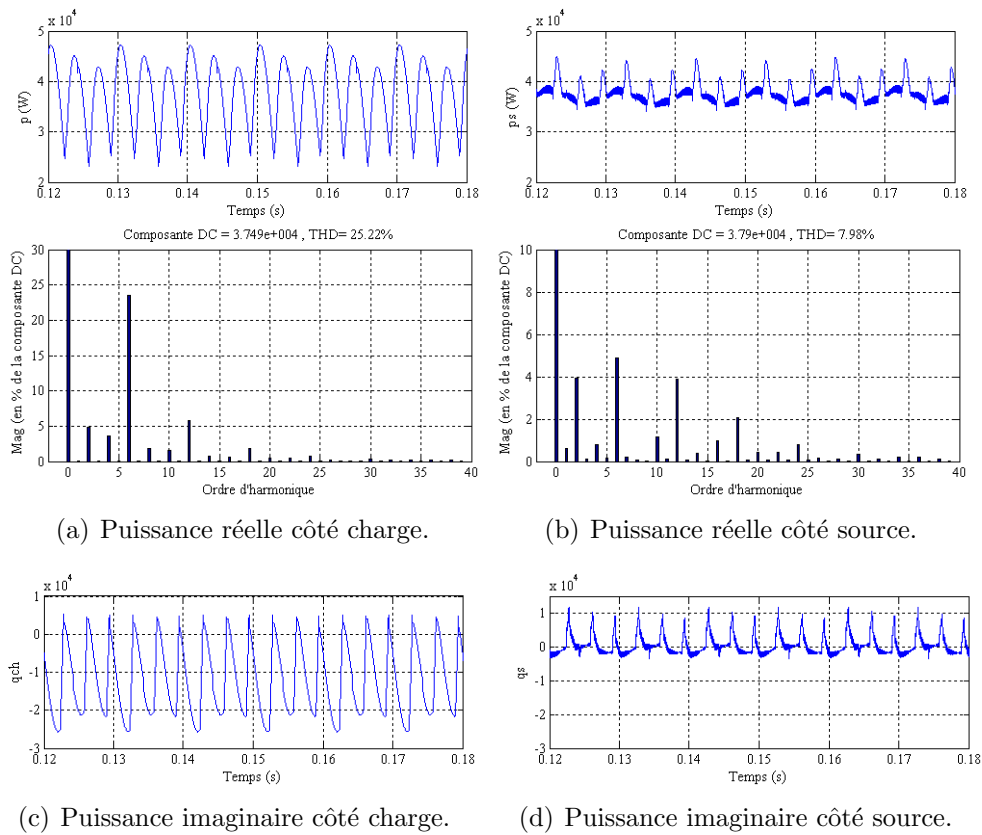 x 10^4
5
4
3
2
p (W)
0.12 0.13 0.14 0.15 0.16 0.17 0.18
Temps (s)
x 10^4
5
4
3
2
ps (W)
0.12 0.13 0.14 0.15 0.16 0.17 0.18
Temps (s)
Composante DC = 3.749e+004 , THD= 25.22%
30
25
20
15
10
5
0
Mag (en % de la composante DC)
0 5 10 15 20 25 30 35 40
Ordre d'harmonique
Composante DC = 3.79e+004 , THD= 7.98%
10
8
6
4
2
0
Mag (en % de la composante DC)
0 5 10 15 20 25 30 35 40
Ordre d'harmonique
(a) Puissance réelle côté charge.
(b) Puissance réelle côté source.
x 10^4
1
0
-1
-2
-3
qch
0.12 0.13 0.14 0.15 0.16 0.17 0.18
Temps (s)
x 10^4
1
0
-1
-2
-3
qs
0.12 0.13 0.14 0.15 0.16 0.17 0.18
Temps (s)
(c) Puissance imaginaire côté charge.
(d) Puissance imaginaire côté source.